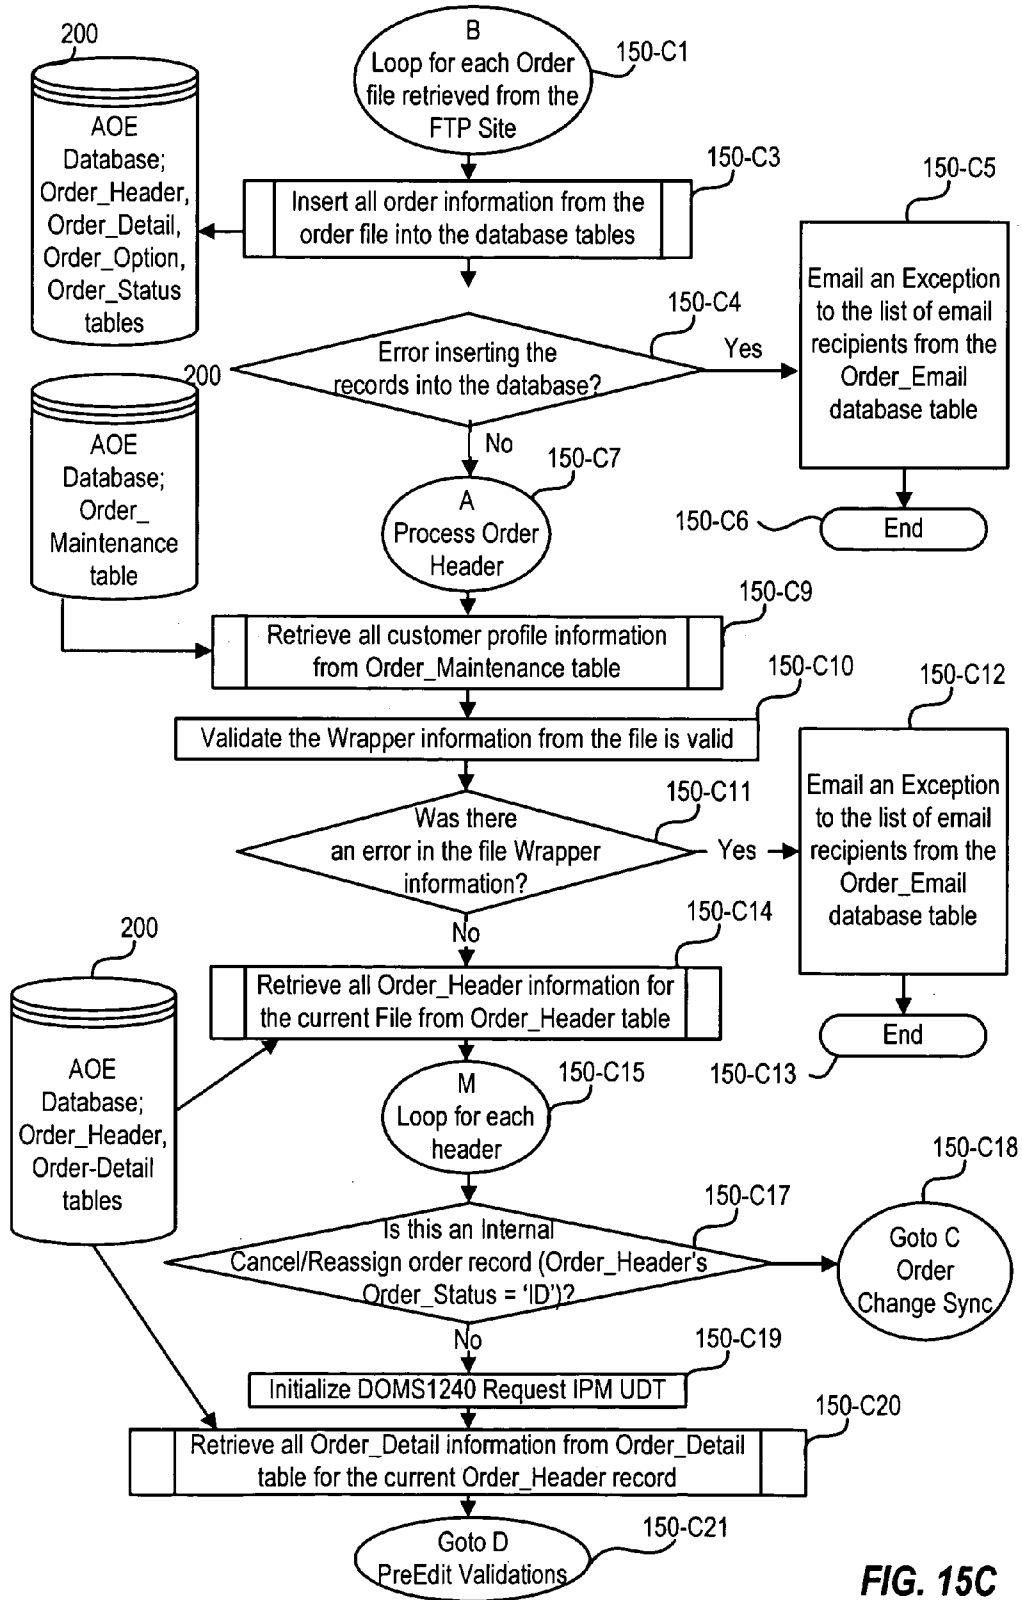 200
B
Loop for each Order
file retrieved from the
FTP Site
150-C1
AOE
Database;
Order_Header,
Order_Detail,
Order_Option,
Order_Status
tables
150-C3
Insert all order information from the
order file into the database tables
150-C5
Email an Exception
to the list of email
recipients from the
Order_Email
database table
150-C4
Error inserting the
records into the database?
Yes
No
200
AOE
Database;
Order_
Maintenance
table
150-C7
A
Process Order
Header
150-C6
End
150-C9
Retrieve all customer profile information
from Order_Maintenance table
150-C10
Validate the Wrapper information from the file is valid
150-C12
Email an Exception
to the list of email
recipients from the
Order_Email
database table
150-C11
Was there
an error in the file Wrapper
information?
Yes
No
150-C14
Retrieve all Order_Header information for
the current File from Order_Header table
200
AOE
Database;
Order_Header,
Order-Detail
tables
End
150-C13
150-C15
M
Loop for each
header
150-C17
Is this an Internal
Cancel/Reassign order record (Order_Header's
Order_Status = 'ID')?
150-C18
Goto C
Order
Change Sync
No
150-C19
Initialize DOMS1240 Request IPM UDT
150-C20
Retrieve all Order_Detail information from Order_Detail
table for the current Order_Header record
150-C21
Goto D
PreEdit Validations
FIG. 15C